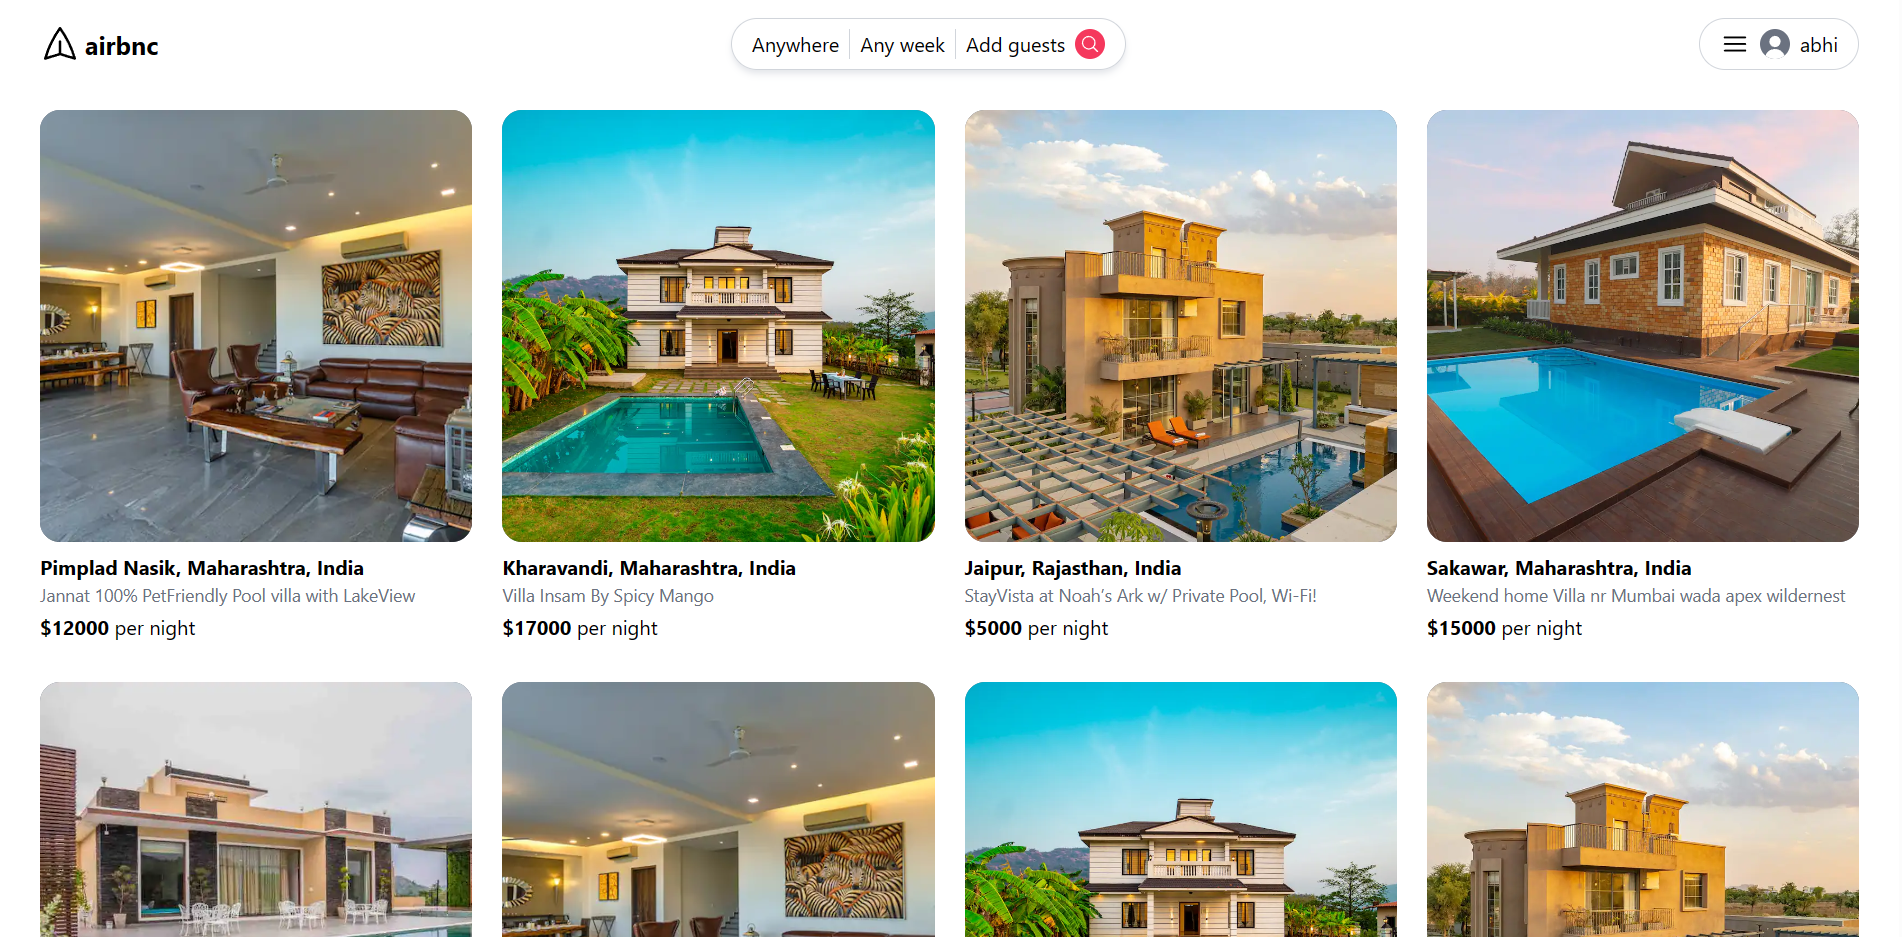 airbnc
Anywhere Any week Add guests
abhi
Pimplad Nasik, Maharashtra, India
Jannat 100% PetFriendly Pool villa with LakeView
$12000 per night
Kharavandi, Maharashtra, India
Villa Insam By Spicy Mango
$17000 per night
Jaipur, Rajasthan, India
StayVista at Noah’s Ark w/ Private Pool, Wi-Fi!
$5000 per night
Sakawar, Maharashtra, India
Weekend home Villa nr Mumbai wada apex wildernest
$15000 per night